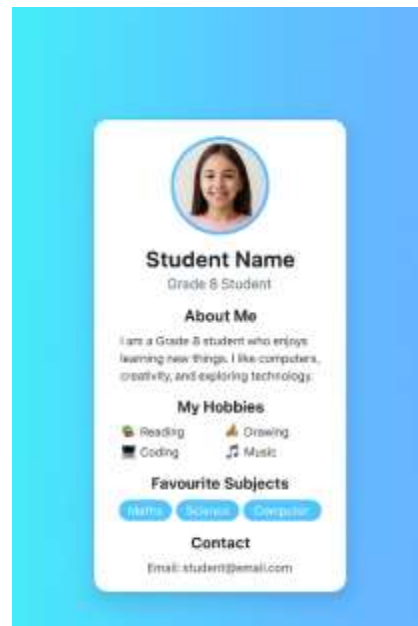 Student Name
Grade 8 Student
About Me
I am a Grade 8 student who enjoys
learning new things. I like computers,
creativity, and exploring technology.
My Hobbies
📚 Reading ✍️ Drawing
💻 Coding 🎵 Music
Favourite Subjects
Maths Science Computer
Contact
Email: student@email.com